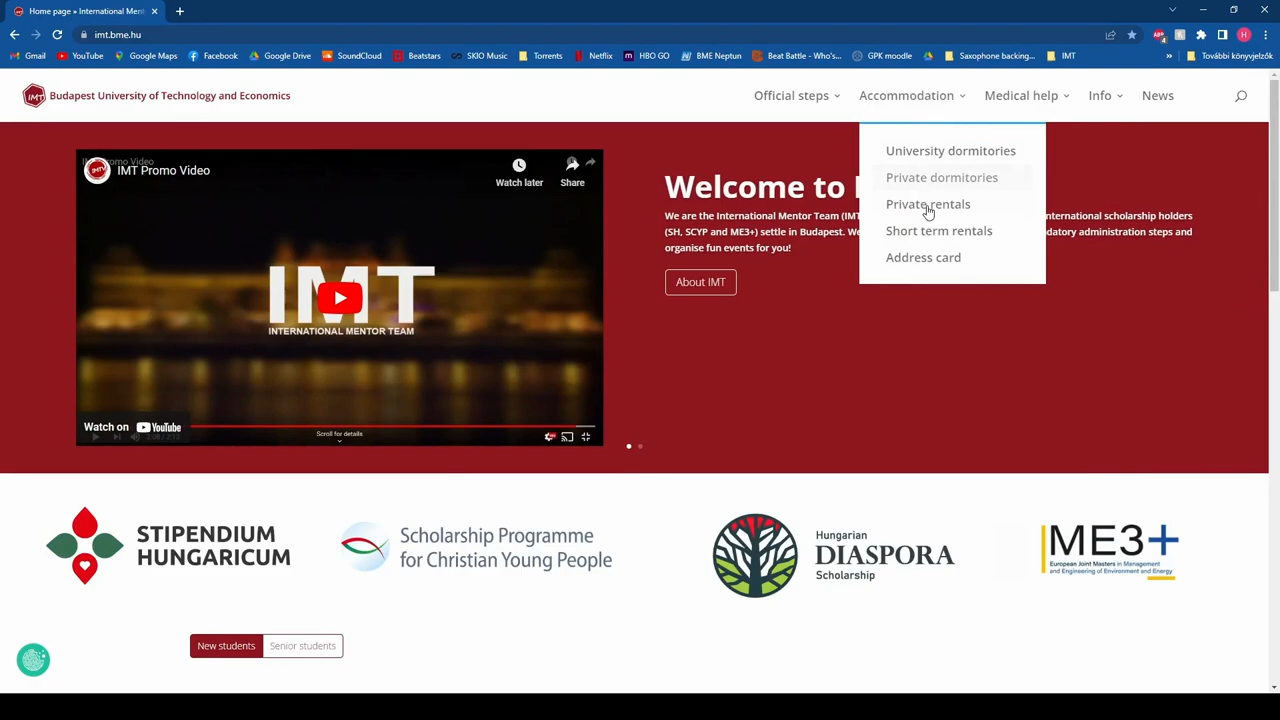 Home page » International Men
imt.bme.hu
Gmail
YouTube
Google Maps
Facebook
Google Drive
SoundCloud
Beatstars
SKIO Music
Torrents
Netflix
HBO GO
BME Neptun
Beat Battle - Who's...
GPK moodle
Saxophone backing...
IMT
»
További könyvjelzők
IMT
Budapest University of Technology and Economics
Official steps
Accommodation
Medical help
Info
News
University dormitories
Private dormitories
Private rentals
Short term rentals
Address card
IMT Promo Video
Watch later
Share
IMT
INTERNATIONAL MENTOR TEAM
Watch on YouTube
Scroll for details
Welcome to
We are the International Mentor Team (IMT
nternational scholarship holders
(SH, SCYP and ME3+) settle in Budapest. We
datory administration steps and
organise fun events for you!
About IMT
STIPENDIUM
HUNGARICUM
Scholarship Programme
for Christian Young People
Hungarian
DIASPORA
Scholarship
ME3+
European Joint Masters in Management
and Engineering of Environment and Energy
New students
Senior students